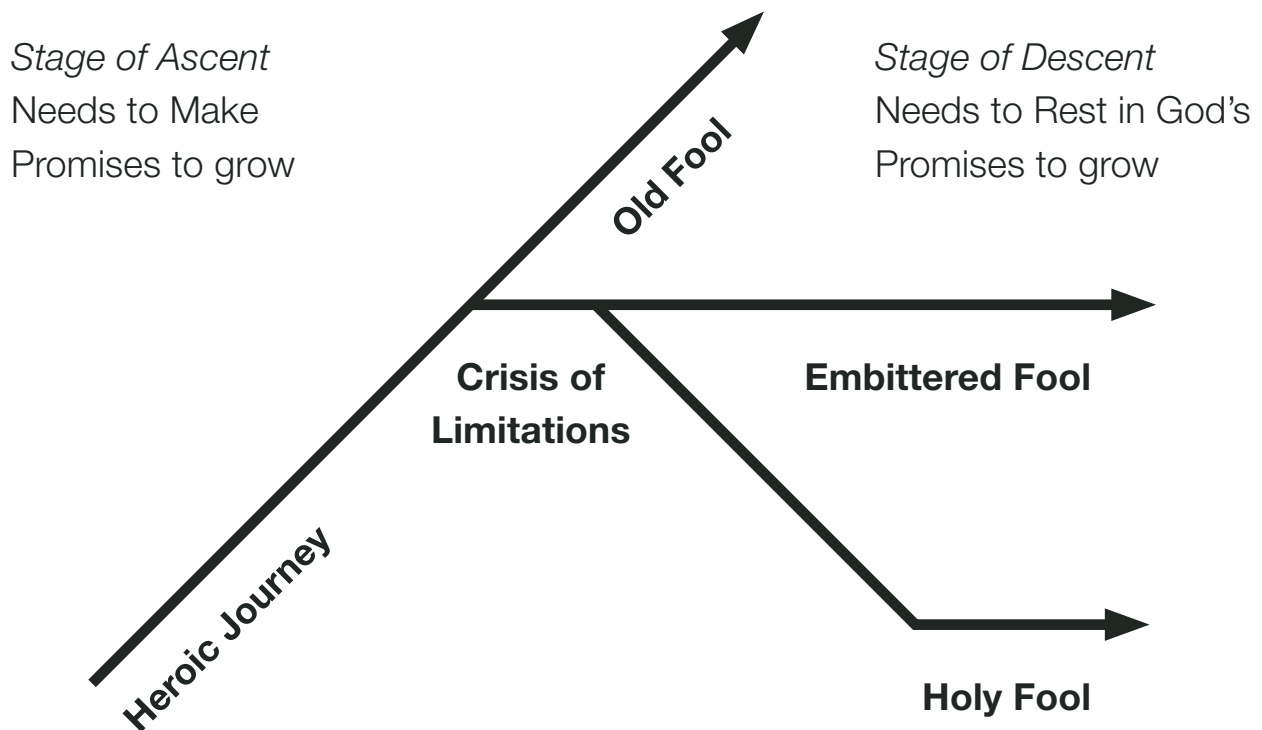 Stage of Ascent
Needs to Make
Promises to grow
Stage of Descent
Needs to Rest in God’s
Promises to grow
Old Fool
Crisis of
Limitations
Embittered Fool
Heroic Journey
Holy Fool